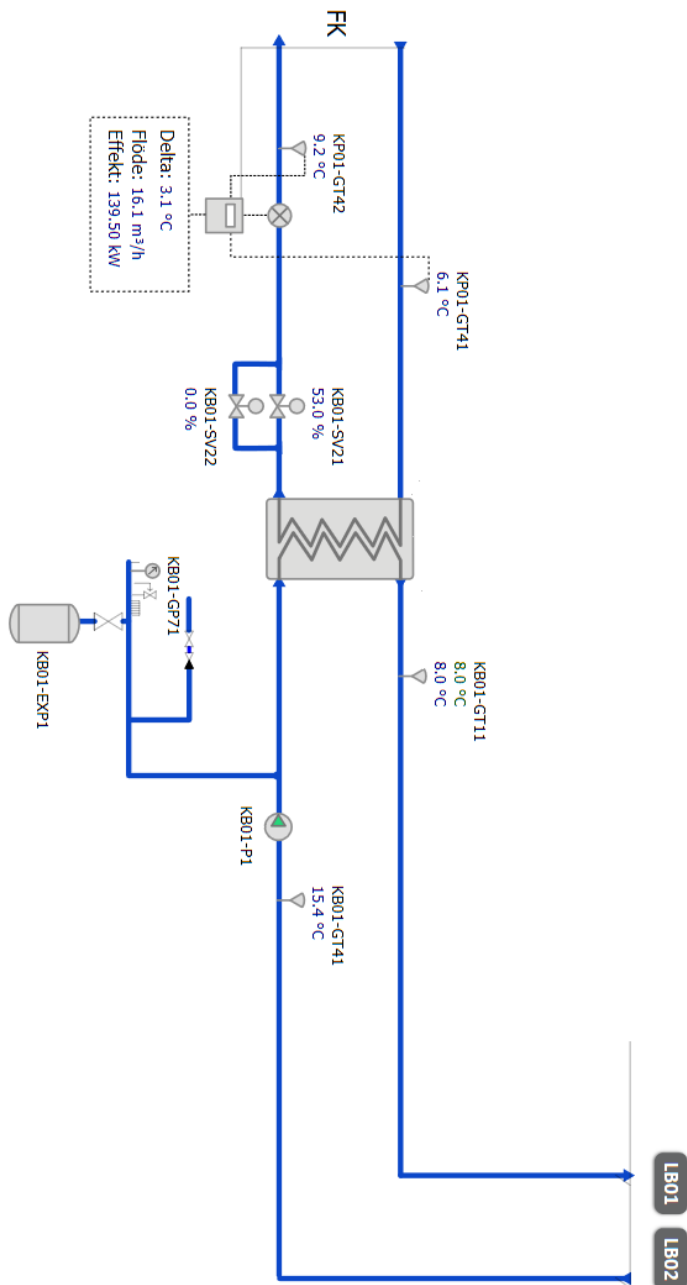 FK
KP01-GT41
6.1 °C
KP01-GT42
9.2 °C
Delta: 3.1 °C
Flöde: 16.1 m³/h
Effekt: 139.50 kW
KB01-SV21
53.0 %
KB01-SV22
0.0 %
KB01-GT11
8.0 °C
8.0 °C
KB01-GP71
KB01-EXP1
KB01-P1
KB01-GT41
15.4 °C
LB01
LB02